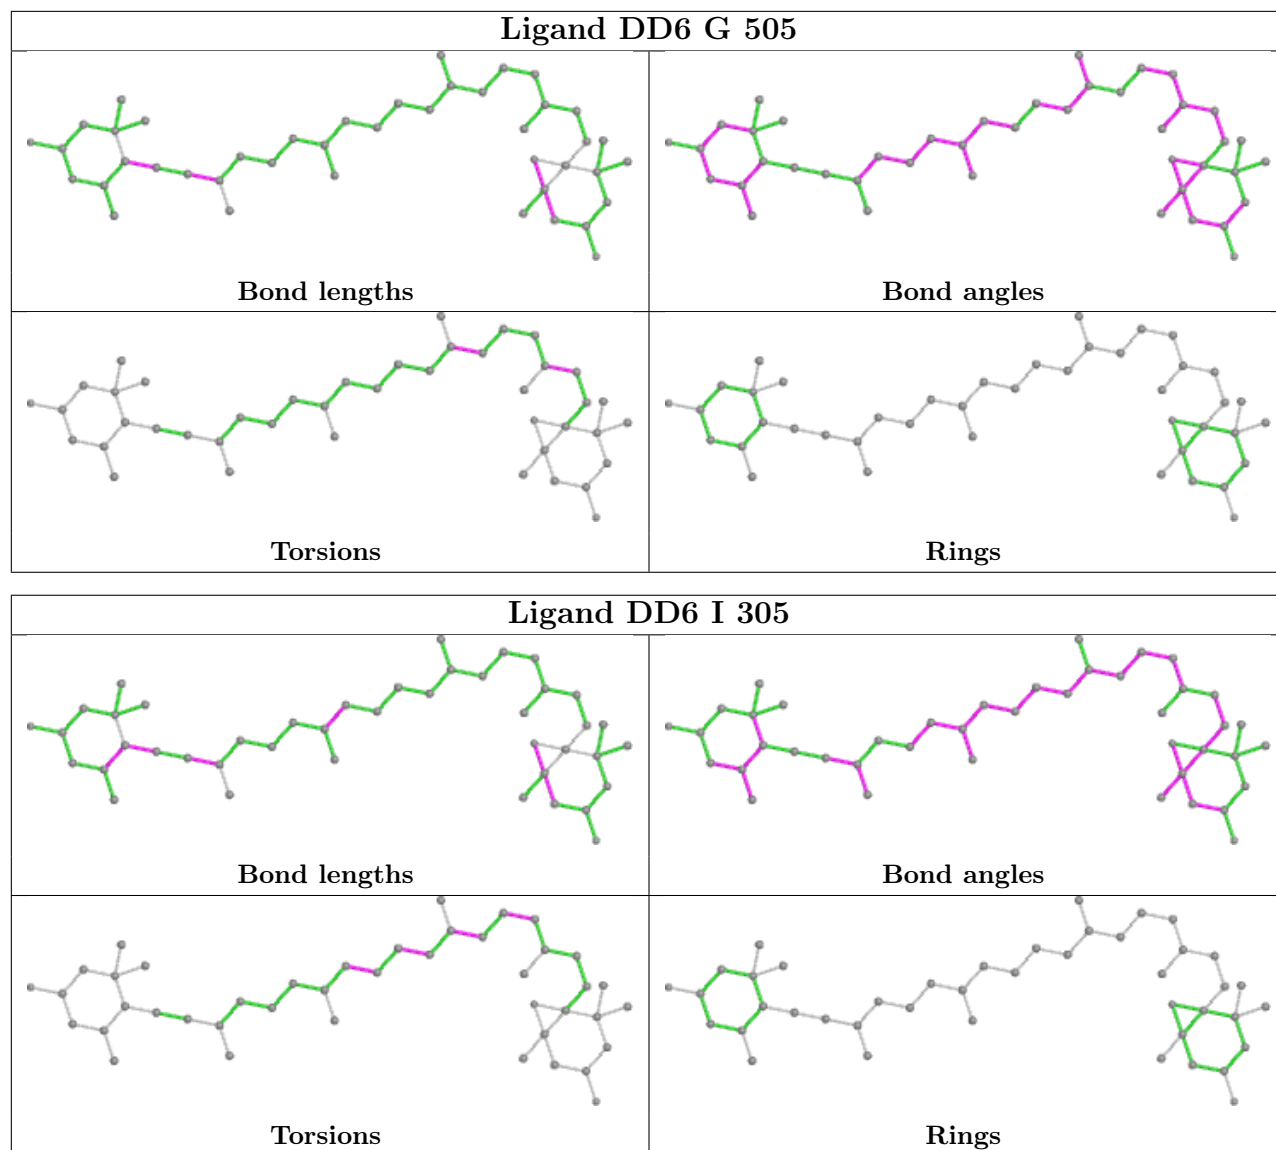 Ligand DD6 G 505
Bond lengths
Bond angles
Torsions
Rings
Ligand DD6 I 305
Bond lengths
Bond angles
Torsions
Rings